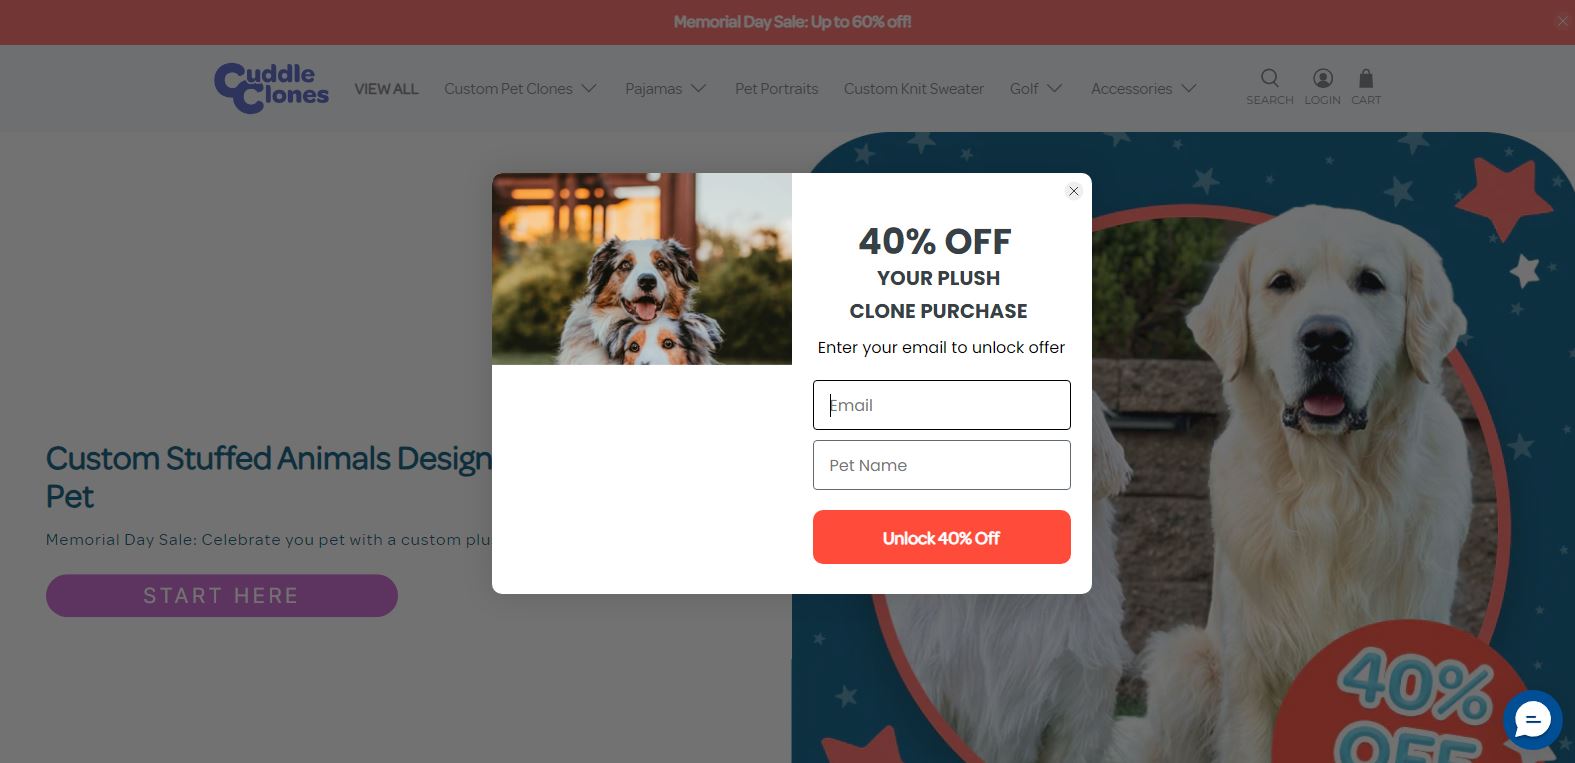 Memorial Day Sale: Up to 60% off!
Cuddle
Clones
VIEW ALL
Custom Pet Clones
Pajamas
Pet Portraits
Custom Knit Sweater
Golf
Accessories
SEARCH
LOGIN
CART
40% OFF
YOUR PLUSH
CLONE PURCHASE
Enter your email to unlock offer
Email
Pet Name
Unlock 40% Off
Custom Stuffed Animals Design
Pet
Memorial Day Sale: Celebrate you pet with a custom plu
START HERE
40%
OFF